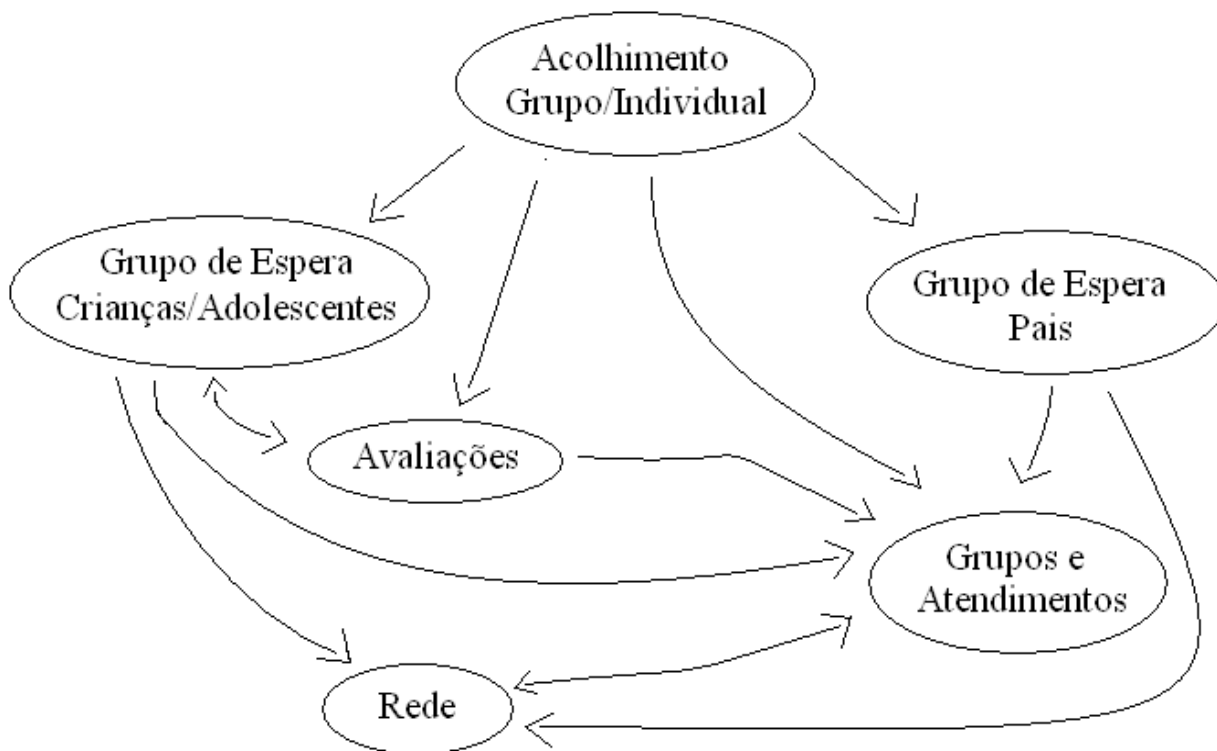 Acolhimento
Grupo/Individual
Grupo de Espera
Crianças/Adolescentes
Grupo de Espera
Pais
Avaliações
Grupos e
Atendimentos
Rede